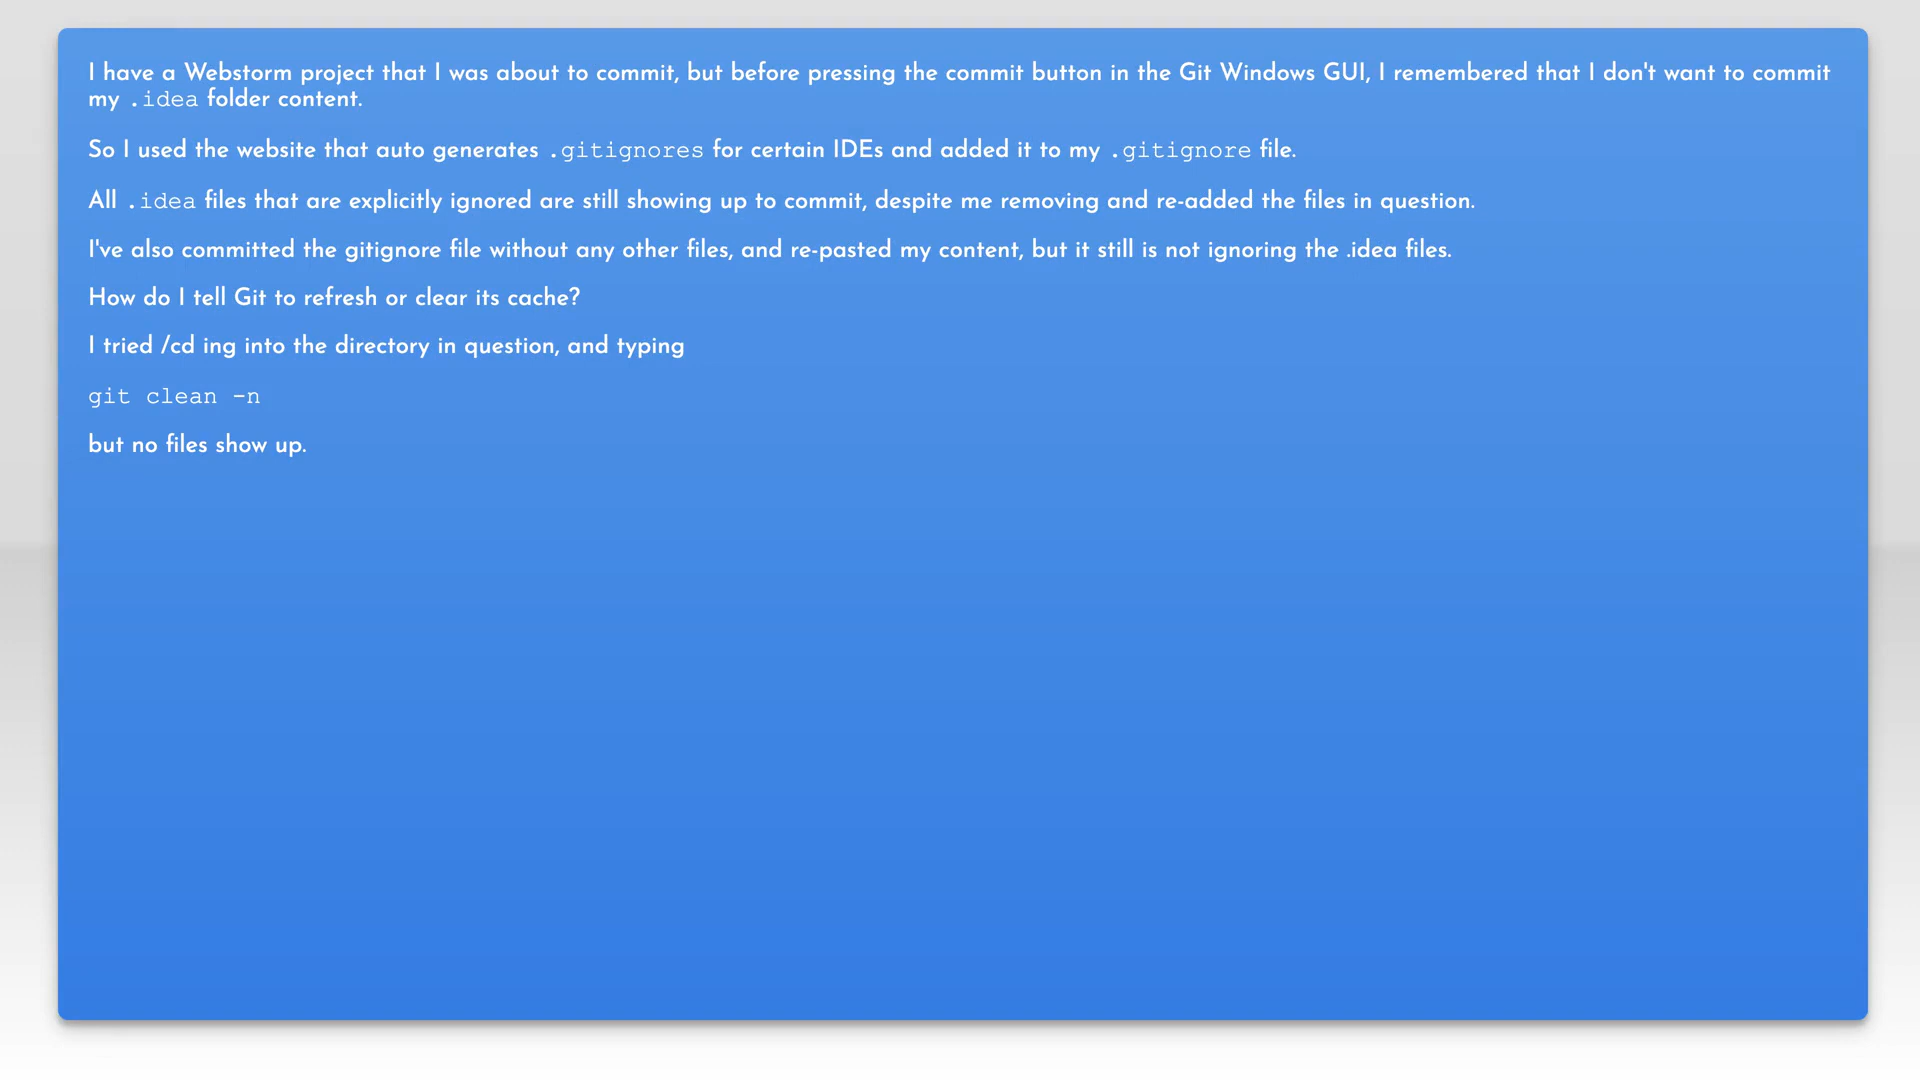 I have a Webstorm project that I was about to commit, but before pressing the commit button in the Git Windows GUI, I remembered that I don't want to commit
my .idea folder content.
So I used the website that auto generates .gitignores for certain IDEs and added it to my .gitignore file.
All .idea files that are explicitly ignored are still showing up to commit, despite me removing and re-added the files in question.
I've also committed the gitignore file without any other files, and re-pasted my content, but it still is not ignoring the .idea files.
How do I tell Git to refresh or clear its cache?
I tried /cd ing into the directory in question, and typing
git clean -n
but no files show up.